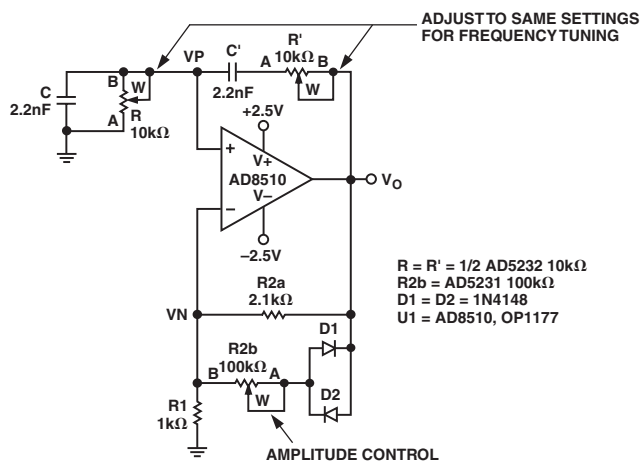 ADJUST TO SAME SETTINGS
FOR FREQUENCY TUNING
VP
C'
2.2nF
R'
10kΩ
A
B
W
C
2.2nF
B
W
R
10kΩ
A
+2.5V
V+
+
AD8510
−
V−
−2.5V
VO
R2a
2.1kΩ
VN
R = R' = 1/2 AD5232 10kΩ
R2b = AD5231 100kΩ
D1 = D2 = 1N4148
U1 = AD8510, OP1177
D1
R2b
100kΩ
B
A
W
D2
R1
1kΩ
AMPLITUDE CONTROL